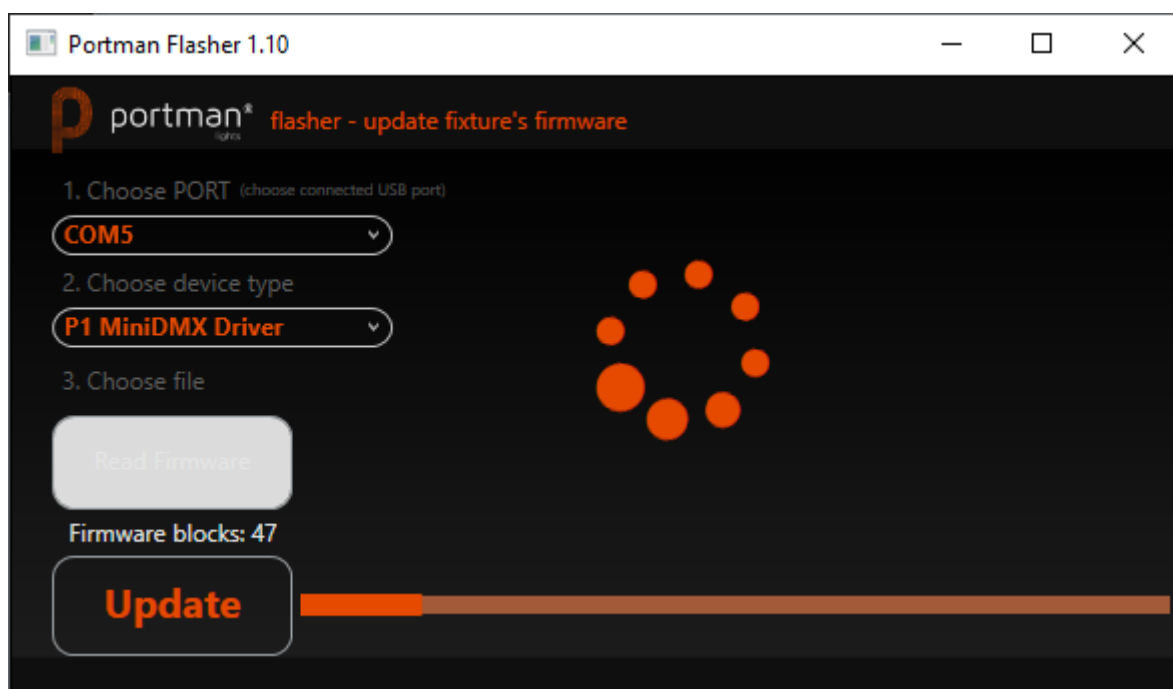 Portman Flasher 1.10
portman®
lights
flasher - update fixture's firmware
1. Choose PORT (choose connected USB port)
COM5
2. Choose device type
P1 MiniDMX Driver
3. Choose file
Read Firmware
Firmware blocks: 47
Update